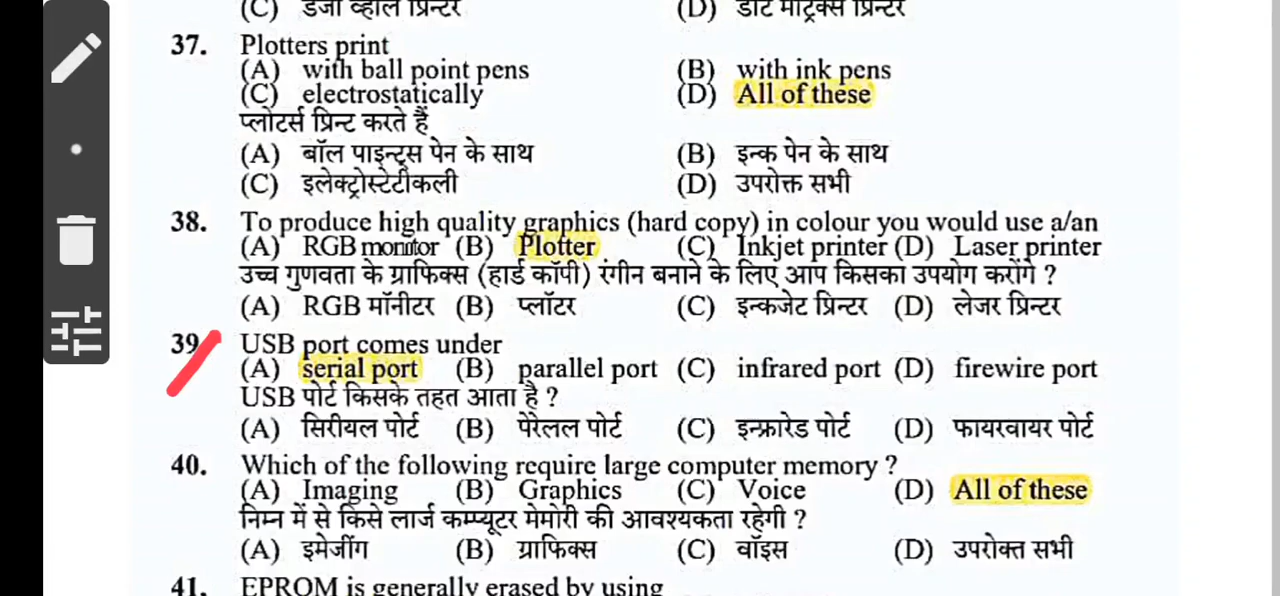 (C) डेजी व्हील प्रिन्टर (D) डॉट मैट्रिक्स प्रिन्टर
37. Plotters print
(A) with ball point pens (B) with ink pens
(C) electrostatically (D) All of these
प्लोटर्स प्रिन्ट करते हैं
(A) बॉल पाइन्ट्स पेन के साथ (B) इन्क पेन के साथ
(C) इलेक्ट्रोस्टेटीकली (D) उपरोक्त सभी
38. To produce high quality graphics (hard copy) in colour you would use a/an
(A) RGB monitor (B) Plotter (C) Inkjet printer (D) Laser printer
उच्च गुणवता के ग्राफिक्स (हार्ड कॉपी) रंगीन बनाने के लिए आप किसका उपयोग करोंगे ?
(A) RGB मॉनीटर (B) प्लॉटर (C) इन्कजेट प्रिन्टर (D) लेजर प्रिन्टर
39. USB port comes under
(A) serial port (B) parallel port (C) infrared port (D) firewire port
USB पोर्ट किसके तहत आता है ?
(A) सिरीयल पोर्ट (B) पेरेलल पोर्ट (C) इन्फ्रारेड पोर्ट (D) फायरवायर पोर्ट
40. Which of the following require large computer memory ?
(A) Imaging (B) Graphics (C) Voice (D) All of these
निम्न में से किसे लार्ज कम्प्यूटर मेमोरी की आवश्यकता रहेगी ?
(A) इमेजींग (B) ग्राफिक्स (C) वॉइस (D) उपरोक्त सभी
41. EPROM is generally erased by using